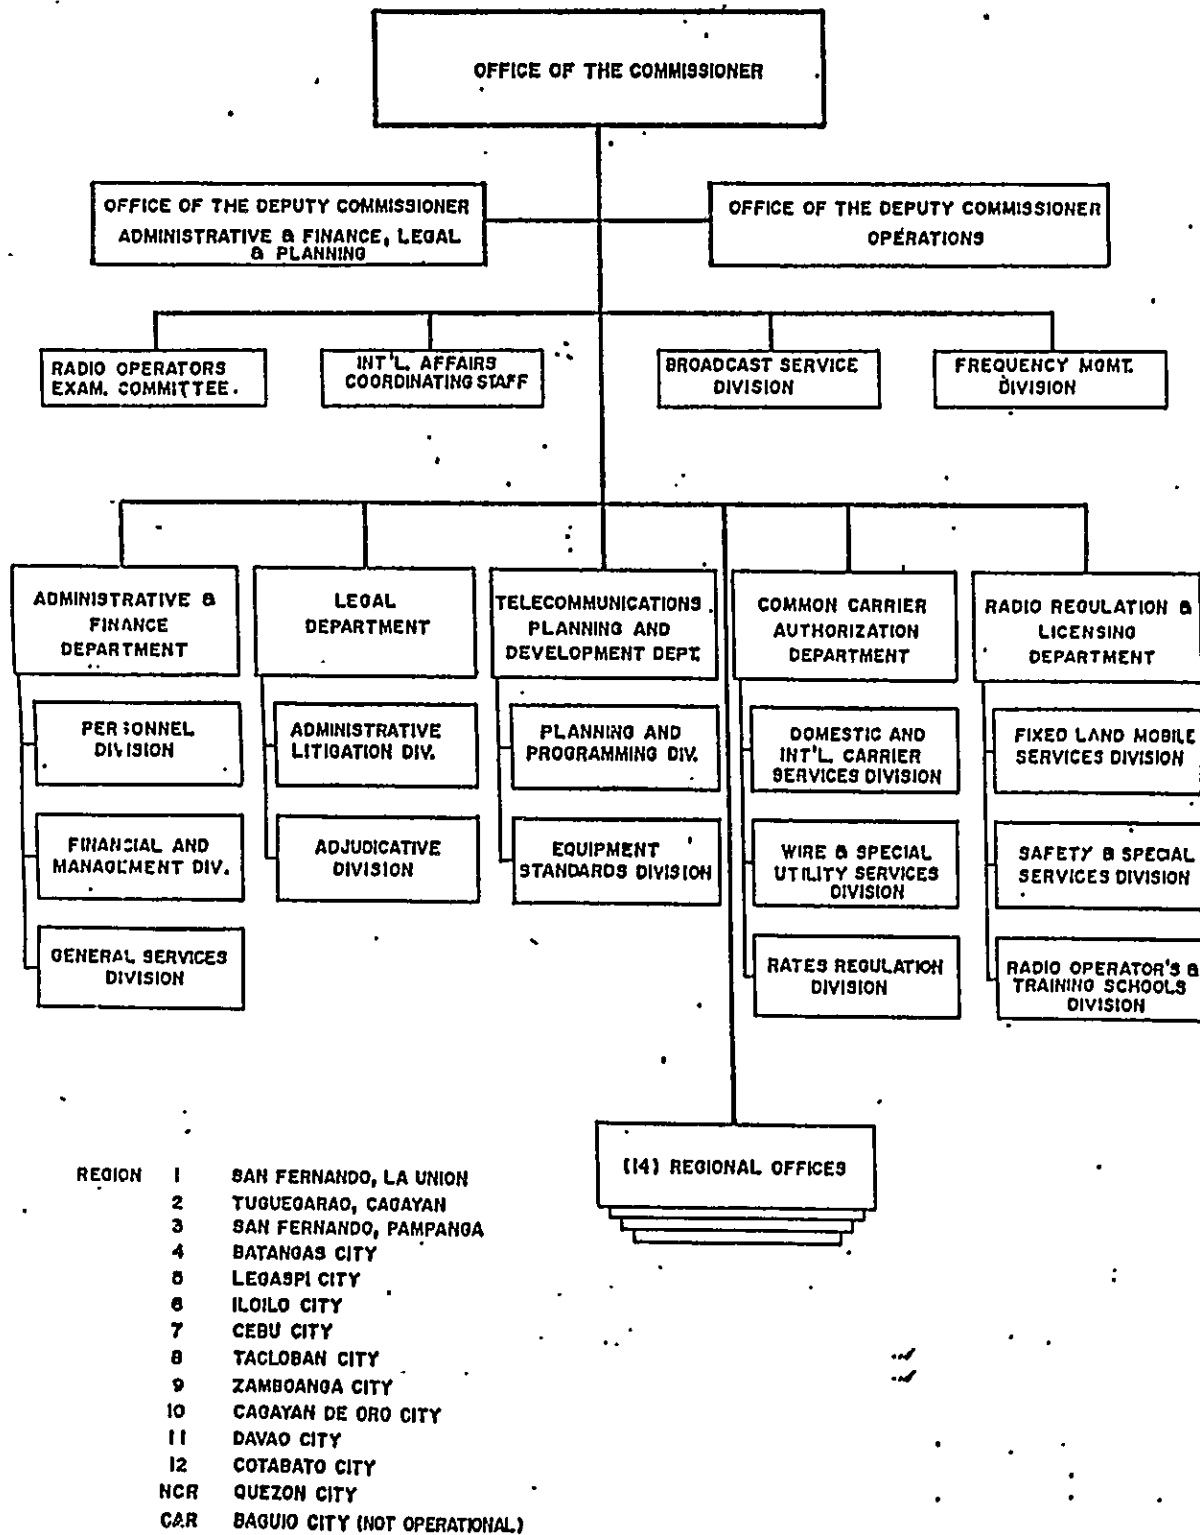 OFFICE OF THE COMMISSIONER
OFFICE OF THE DEPUTY COMMISSIONER
ADMINISTRATIVE & FINANCE, LEGAL
& PLANNING
OFFICE OF THE DEPUTY COMMISSIONER
OPERATIONS
RADIO OPERATORS
EXAM. COMMITTEE.
INT'L. AFFAIRS
COORDINATING STAFF
BROADCAST SERVICE
DIVISION
FREQUENCY MGMT.
DIVISION
ADMINISTRATIVE &
FINANCE
DEPARTMENT
PERSONNEL
DIVISION
FINANCIAL AND
MANAGEMENT DIV.
GENERAL SERVICES
DIVISION
LEGAL
DEPARTMENT
ADMINISTRATIVE
LITIGATION DIV.
ADJUDICATIVE
DIVISION
TELECOMMUNICATIONS
PLANNING AND
DEVELOPMENT DEPT.
PLANNING AND
PROGRAMMING DIV.
EQUIPMENT
STANDARDS DIVISION
COMMON CARRIER
AUTHORIZATION
DEPARTMENT
DOMESTIC AND
INT'L. CARRIER
SERVICES DIVISION
WIRE & SPECIAL
UTILITY SERVICES
DIVISION
RATES REGULATION
DIVISION
RADIO REGULATION &
LICENSING
DEPARTMENT
FIXED LAND MOBILE
SERVICES DIVISION
SAFETY & SPECIAL
SERVICES DIVISION
RADIO OPERATOR'S &
TRAINING SCHOOLS
DIVISION
(14) REGIONAL OFFICES
REGION 1 SAN FERNANDO, LA UNION
2 TUGUEGARAO, CAGAYAN
3 SAN FERNANDO, PAMPANGA
4 BATANGAS CITY
5 LEGASPI CITY
6 ILOILO CITY
7 CEBU CITY
8 TACLOBAN CITY
9 ZAMBOANGA CITY
10 CAGAYAN DE ORO CITY
11 DAVAO CITY
12 COTABATO CITY
NCR QUEZON CITY
CAR BAGUIO CITY (NOT OPERATIONAL)